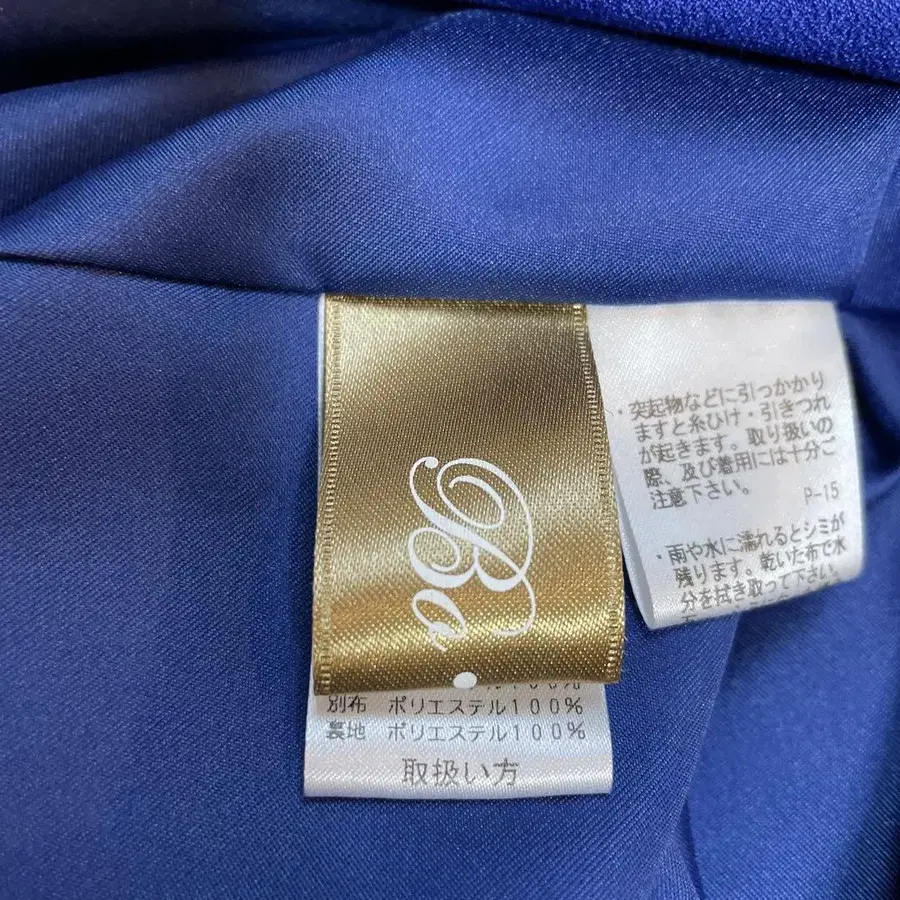 Bo
・突起物などに引っかかり
ますと糸ひけ・引きつれ
が起きます。取り扱いの
際、及び着用には十分ご
注意下さい。 P-15
・雨や水に濡れるとシミが
残ります。乾いた布で水
分を拭き取って下さい。
100%
別布 ポリエステル100%
裏地 ポリエステル100%
取扱い方